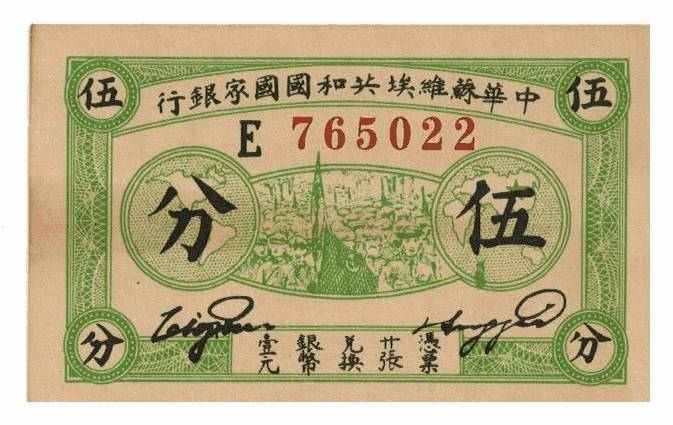 中華蘇維埃共和國國家銀行
伍
伍
E 765022
伍分
憑票
廿張
兌換
銀幣
壹元
分
分